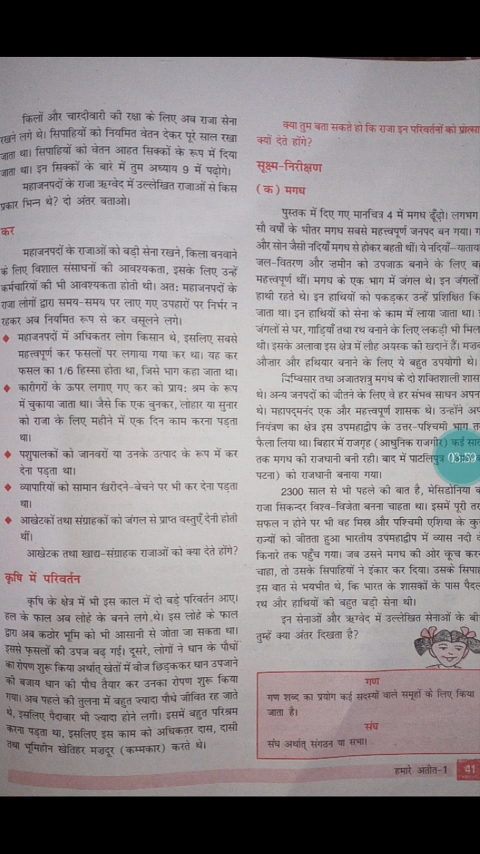 किलों और चारदीवारी की रक्षा के लिए अब राजा सेना
रखने लगे थे। सिपाहियों को नियमित वेतन देकर पूरे साल रखा
जाता था। सिपाहियों को वेतन आहत सिक्कों के रूप में दिया
जाता था। इन सिक्कों के बारे में तुम अध्याय 9 में पढ़ोगे।
महाजनपदों के राजा ऋग्वेद में उल्लेखित राजाओं से किस
प्रकार भिन्न थे? दो अंतर बताओ।
कर
महाजनपदों के राजाओं को बड़ी सेना रखने, किला बनवाने
के लिए विशाल संसाधनों की आवश्यकता, इसके लिए उन्हें
कर्मचारियों की भी आवश्यकता होती थी। अतः महाजनपदों के
राजा लोगों द्वारा समय-समय पर लाए गए उपहारों पर निर्भर न
रहकर अब नियमित रूप से कर वसूलने लगे।
महाजनपदों में अधिकतर लोग किसान थे, इसलिए सबसे
महत्त्वपूर्ण कर फसलों पर लगाया गया कर था। यह कर
फसल का 1/6 हिस्सा होता था, जिसे भाग कहा जाता था।
कारीगरों के ऊपर लगाए गए कर को प्रायः श्रम के रूप
में चुकाया जाता था। जैसे कि एक बुनकर, लोहार या सुनार
को राजा के लिए महीने में एक दिन काम करना पड़ता
था।
पशुपालकों को जानवरों या उनके उत्पाद के रूप में कर
देना पड़ता था।
व्यापारियों को सामान खरीदने-बेचने पर भी कर देना पड़ता
था।
आखेटकों तथा संग्राहकों को जंगल से प्राप्त वस्तुएँ देनी होती
थीं।
आखेटक तथा खाद्य-संग्राहक राजाओं को क्या देते होंगे?
कृषि में परिवर्तन
कृषि के क्षेत्र में भी इस काल में दो बड़े परिवर्तन आए।
हल के फाल अब लोहे के बनने लगे थे। इस लोहे के फाल
द्वारा अब कठोर भूमि को भी आसानी से जोता जा सकता था।
इससे फसलों की उपज बढ़ गई। दूसरे, लोगों ने धान के पौधों
का रोपण शुरू किया अर्थात् खेतों में बीज छिड़ककर धान उपजाने
की बजाय धान की पौध तैयार कर उनका रोपण शुरू किया
गया। अब पहले की तुलना में बहुत ज्यादा पौधे जीवित रह जाते
थे, इसलिए पैदावार भी ज्यादा होने लगी। इसमें बहुत परिश्रम
करना पड़ता था, इसलिए इस काम को अधिकतर दास, दासी
तथा भूमिहीन खेतिहर मजदूर (कम्मकार) करते थे।
क्या तुम बता सकते हो कि राजा इन परिवर्तनों को प्रोत्सा
क्यों देते होंगे?
सूक्ष्म-निरीक्षण
(क) मगध
पुस्तक में दिए गए मानचित्र 4 में मगध ढूँढ़ो। लगभग
सौ वर्षों के भीतर मगध सबसे महत्त्वपूर्ण जनपद बन गया।
और सोन जैसी नदियाँ मगध से होकर बहती थीं। ये नदियाँ-यातायात
जल-वितरण और ज़मीन को उपजाऊ बनाने के लिए
महत्त्वपूर्ण थीं। मगध के एक भाग में जंगल थे। इन जंगलों
हाथी रहते थे। इन हाथियों को पकड़कर उन्हें प्रशिक्षित कि
जाता था। इन हाथियों को सेना के काम में लाया जाता था।
जंगलों से घर, गाड़ियाँ तथा रथ बनाने के लिए लकड़ी भी मिल
थी। इसके अलावा इस क्षेत्र में लौह अयस्क की खदाने हैं।
औज़ार और हथियार बनाने के लिए ये बहुत उपयोगी थे।
बिम्बिसार तथा अजातशत्रु मगध के दो शक्तिशाली शास
थे। अन्य जनपदों को जीतने के लिए वे हर संभव साधन अपन
थे। महापद्मनंद एक और महत्त्वपूर्ण शासक थे। उन्होंने अप
नियंत्रण का क्षेत्र इस उपमहाद्वीप के उत्तर-पश्चिमी भाग त
फैला लिया था। बिहार में राजगृह (आधुनिक राजगीर) कई सा
तक मगध की राजधानी बनी रही। बाद में पाटलिपुत्र
पटना) को राजधानी बनाया गया।
03:59
2300 साल से भी पहले की बात है, मेसिडोनिया क
राजा सिकन्दर विश्व-विजेता बनना चाहता था। इसमें पूरी तर
सफल न होने पर भी वह मिस्र और पश्चिमी एशिया के कु
राज्यों को जीतता हुआ भारतीय उपमहाद्वीप में व्यास नदी
किनारे तक पहुँच गया। जब उसने मगध की ओर कूच करन
चाहा, तो उसके सिपाहियों ने इंकार कर दिया। उसके सिपा
इस बात से भयभीत थे, कि भारत के शासकों के पास पैदल
रथ और हाथियों की बहुत बड़ी सेना थी।
इन सेनाओं और ऋग्वेद में उल्लेखित सेनाओं के बी
तुम्हें क्या अंतर दिखता है?
गण
गण शब्द का प्रयोग कई सदस्यों वाले समूहों के लिए किया
जाता है।
संघ
संघ अर्थात् संगठन या सभा।
हमारे अतीत-1 41